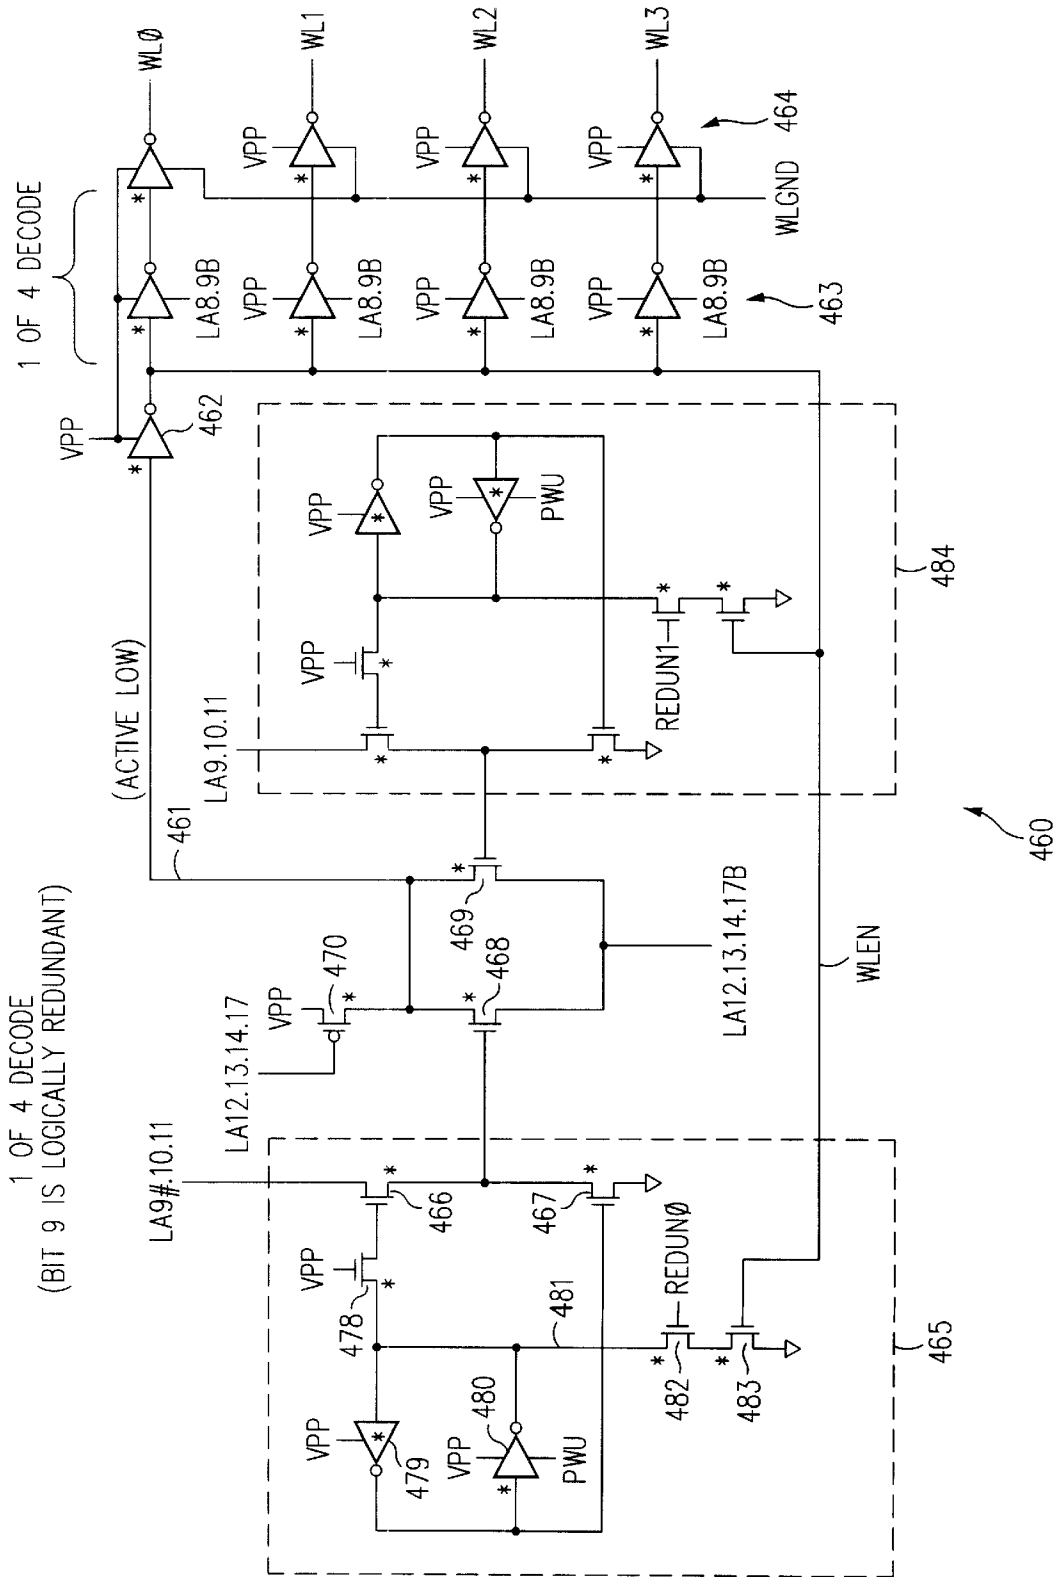 1 OF 4 DECODE
(BIT 9 IS LOGICALLY REDUNDANT)
1 OF 4 DECODE
(ACTIVE LOW)
VPP
*
462
*
LA8.9B
*
WLØ
VPP
*
LA8.9B
VPP
*
WL1
VPP
*
LA8.9B
VPP
*
WL2
VPP
*
LA8.9B
VPP
*
WL3
463
464
WLGND
461
LA9#.10.11
LA12.13.14.17
VPP
*
470
LA9.10.11
*
466
VPP
*
478
VPP
*
479
VPP
*
480
PWU
481
*
467
REDUNØ
*
482
*
483
465
*
468
*
469
LA12.13.14.17B
*
VPP
*
VPP
*
VPP
*
PWU
*
REDUN1
*
*
484
WLEN
460